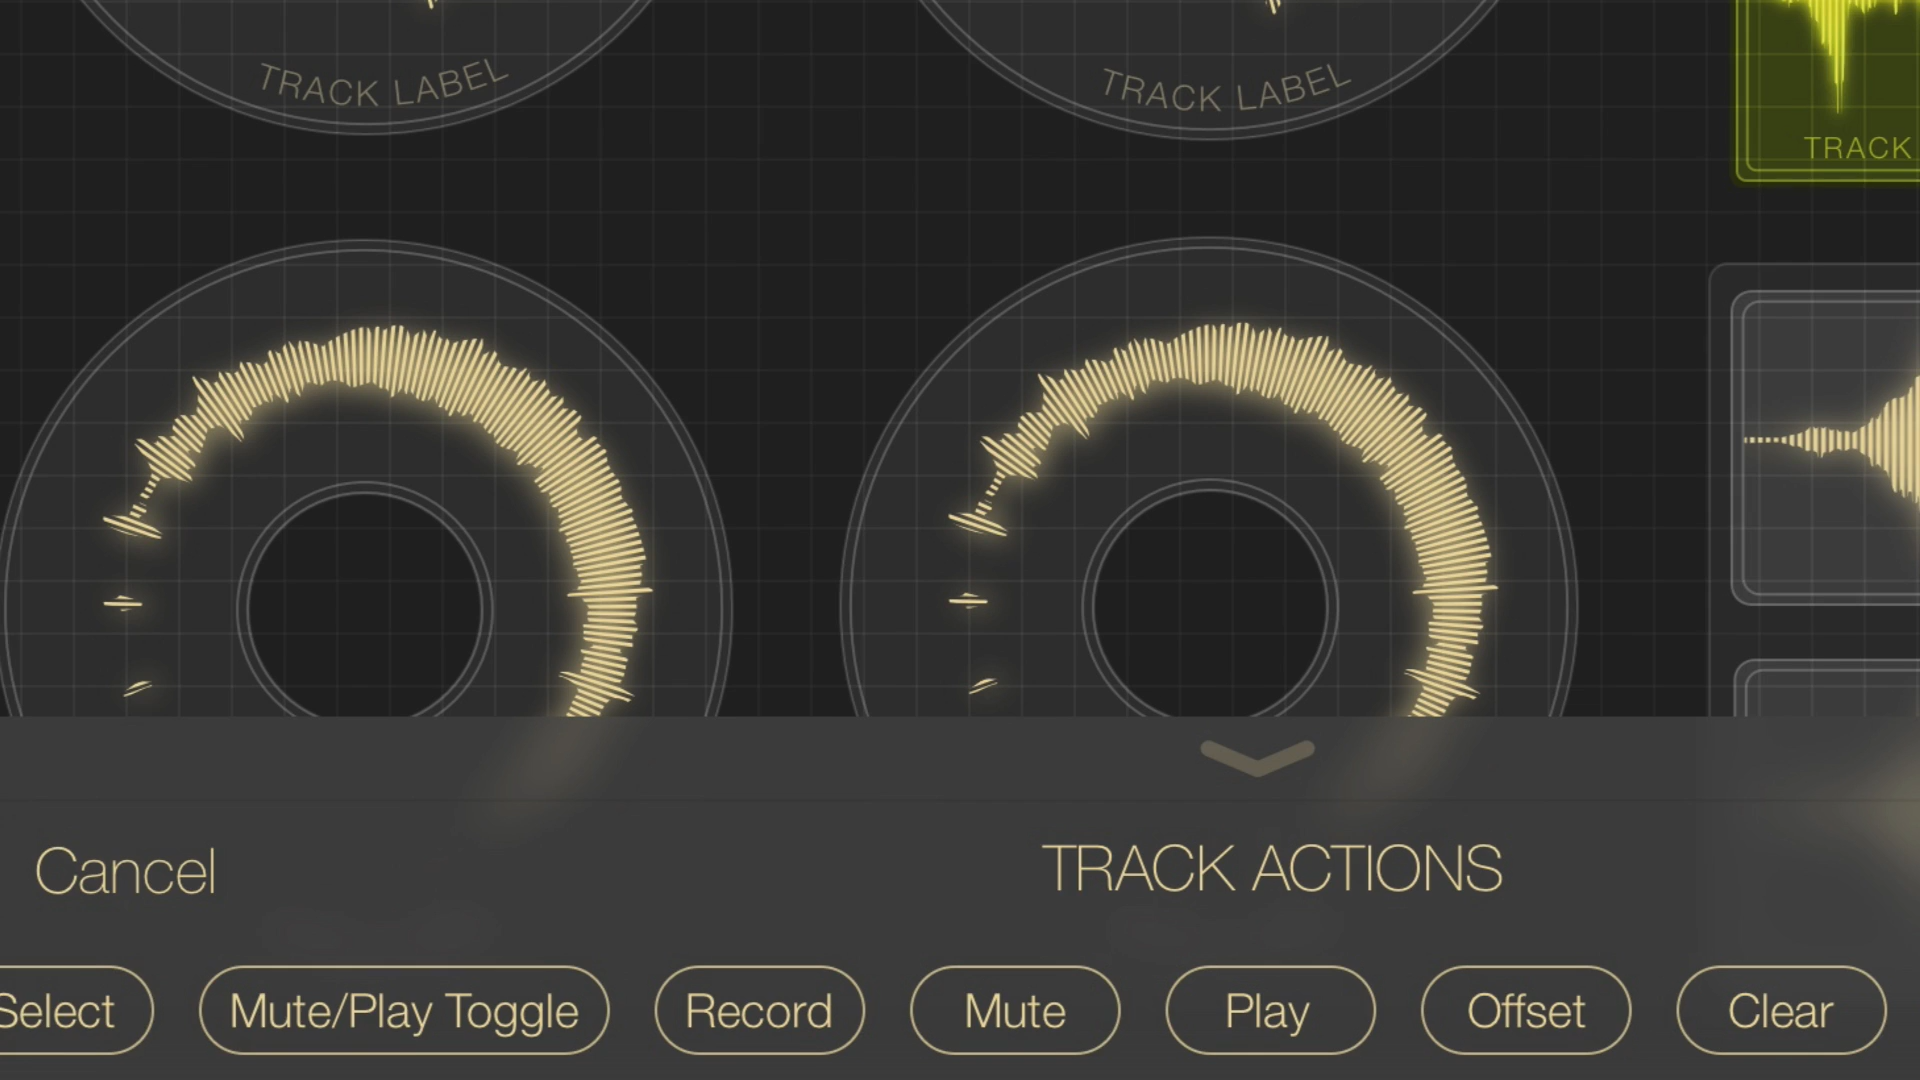 TRACK LABEL
TRACK LABEL
TRACK
Cancel
TRACK ACTIONS
Select
Mute/Play Toggle
Record
Mute
Play
Offset
Clear